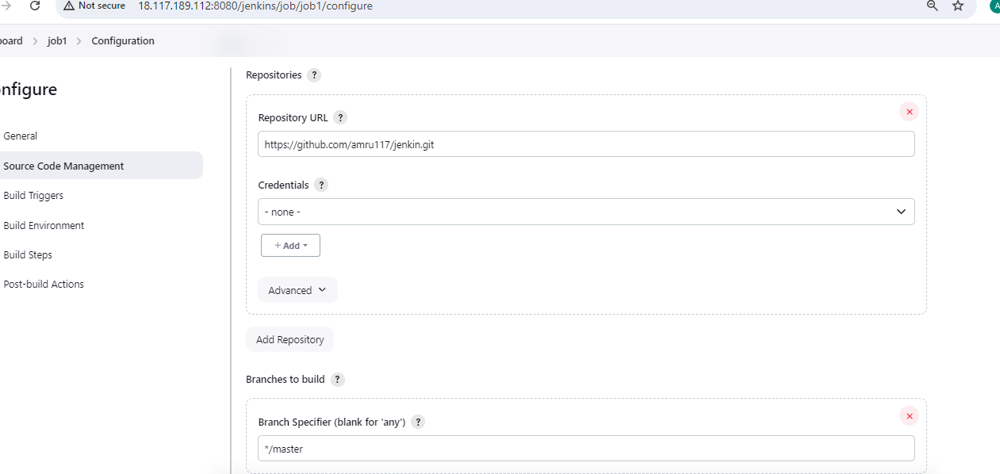 Not secure 18.117.189.112:8080/jenkins/job/job1/configure
board > job1 > Configuration
Configure
General
Source Code Management
Build Triggers
Build Environment
Build Steps
Post-build Actions
Repositories ?
Repository URL ?
https://github.com/amru117/jenkin.git
Credentials ?
- none -
+ Add
Advanced
Add Repository
Branches to build ?
Branch Specifier (blank for 'any') ?
*/master